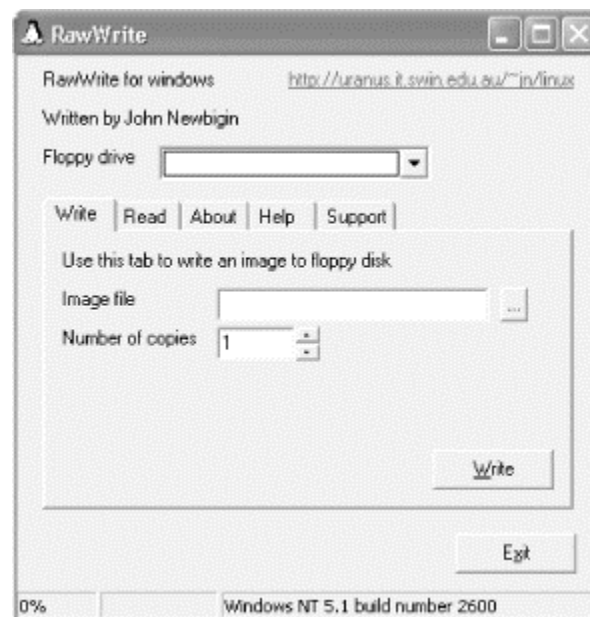 RawWrite
RawWrite for windows http://uranus.it.swin.edu.au/~jn/linux
Written by John Newbigin
Floppy drive
Write Read About Help Support
Use this tab to write an image to floppy disk
Image file ...
Number of copies 1
Write
Exit
0% Windows NT 5.1 build number 2600